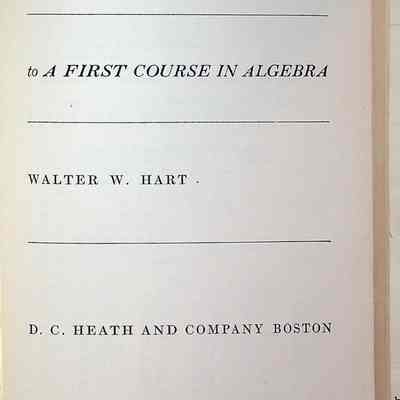 to A FIRST COURSE IN ALGEBRA
WALTER W. HART
D. C. HEATH AND COMPANY BOSTON